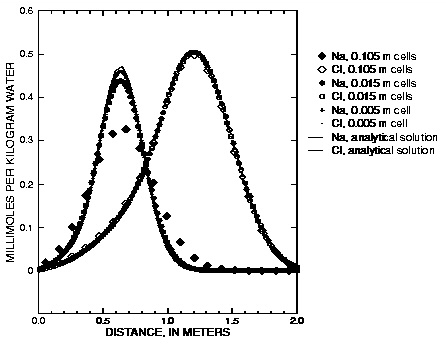 0.6
0.5
0.4
0.3
0.2
0.1
0
MILLIMOLES PER KILOGRAM WATER
0.0 0.5 1.0 1.5 2.0
DISTANCE, IN METERS
Na, 0.105 m cells
Cl, 0.105 m cells
Na, 0.015 m cells
Cl, 0.015 m cells
Na, 0.005 m cell
Cl, 0.005 m cell
Na, analytical solution
Cl, analytical solution